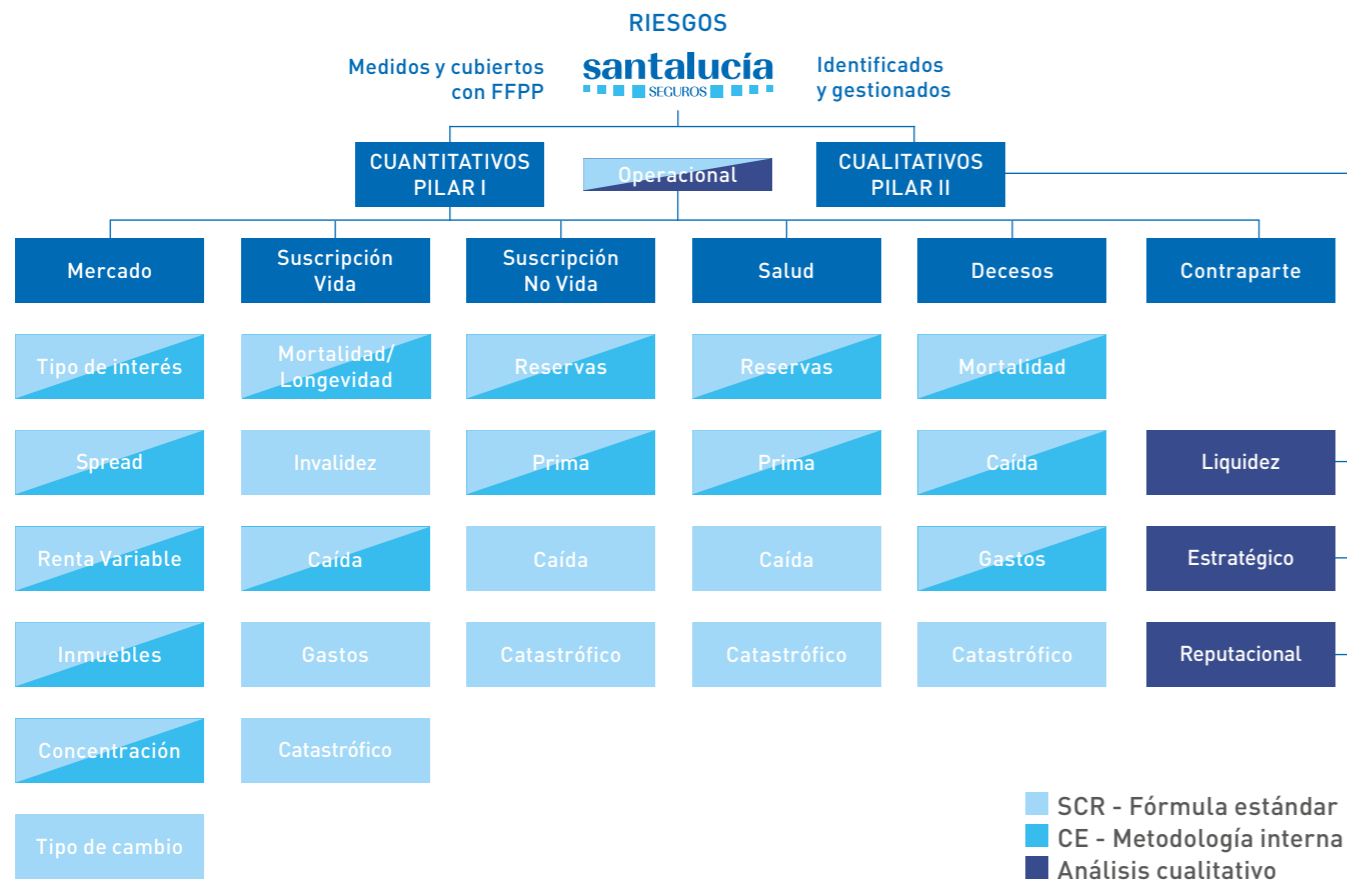 RIESGOS
Medidos y cubiertos
con FFPP
santalucía
SEGUROS
Identificados
y gestionados
CUANTITATIVOS
PILAR I
Operacional
CUALITATIVOS
PILAR II
Mercado
Suscripción
Vida
Suscripción
No Vida
Salud
Decesos
Contraparte
Tipo de interés
Mortalidad/
Longevidad
Reservas
Reservas
Mortalidad
Spread
Invalidez
Prima
Prima
Caída
Liquidez
Renta Variable
Caída
Caída
Caída
Gastos
Estratégico
Inmuebles
Gastos
Catastrófico
Catastrófico
Catastrófico
Reputacional
Concentración
Catastrófico
Tipo de cambio
SCR - Fórmula estándar
CE - Metodología interna
Análisis cualitativo